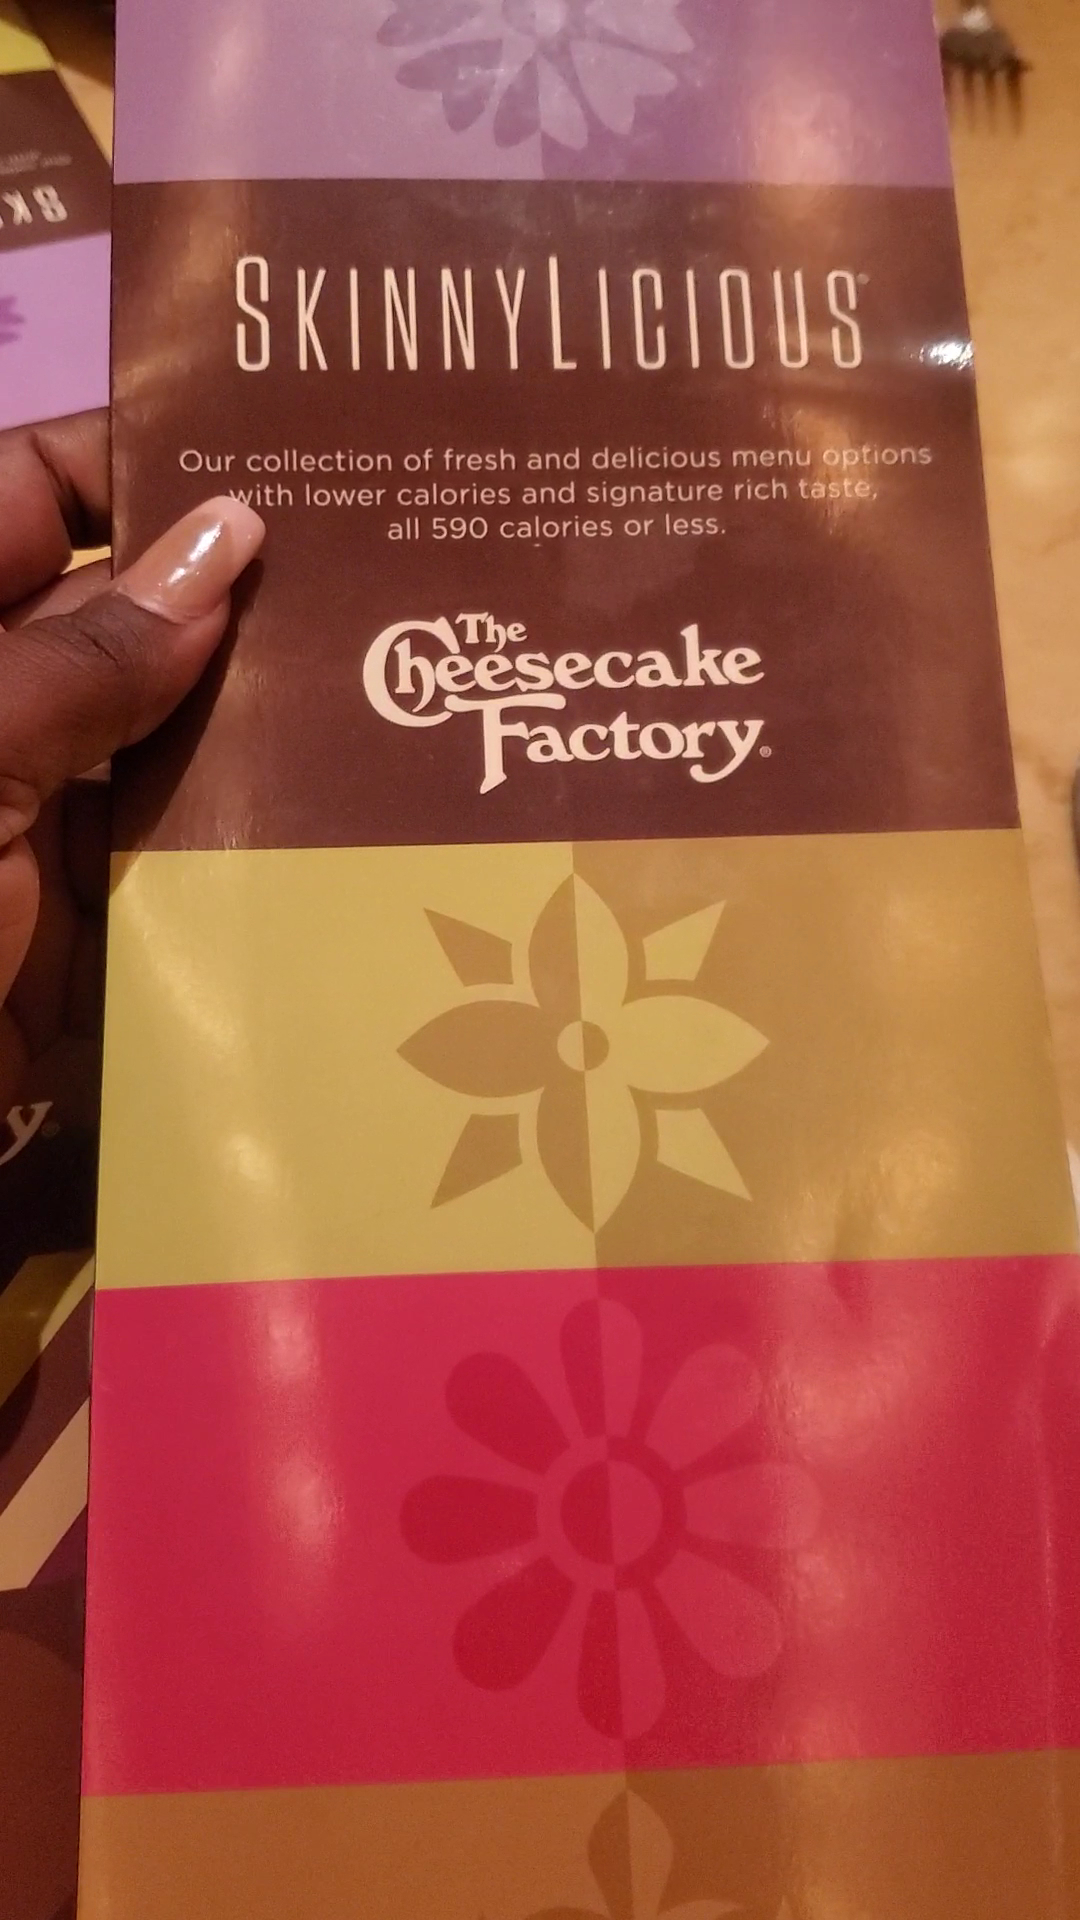 SKINNYLICIOUS
Our collection of fresh and delicious menu options
with lower calories and signature rich taste,
all 590 calories or less.
The
Cheesecake
Factory®
SK
y®